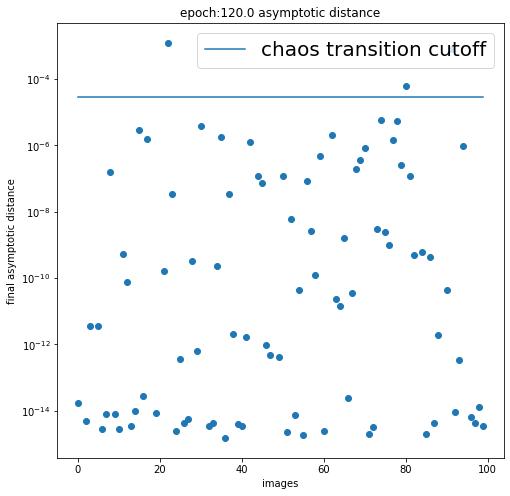 epoch:120.0 asymptotic distance
chaos transition cutoff
final asymptotic distance
10⁻⁴
10⁻⁶
10⁻⁸
10⁻¹⁰
10⁻¹²
10⁻¹⁴
0 20 40 60 80 100
images